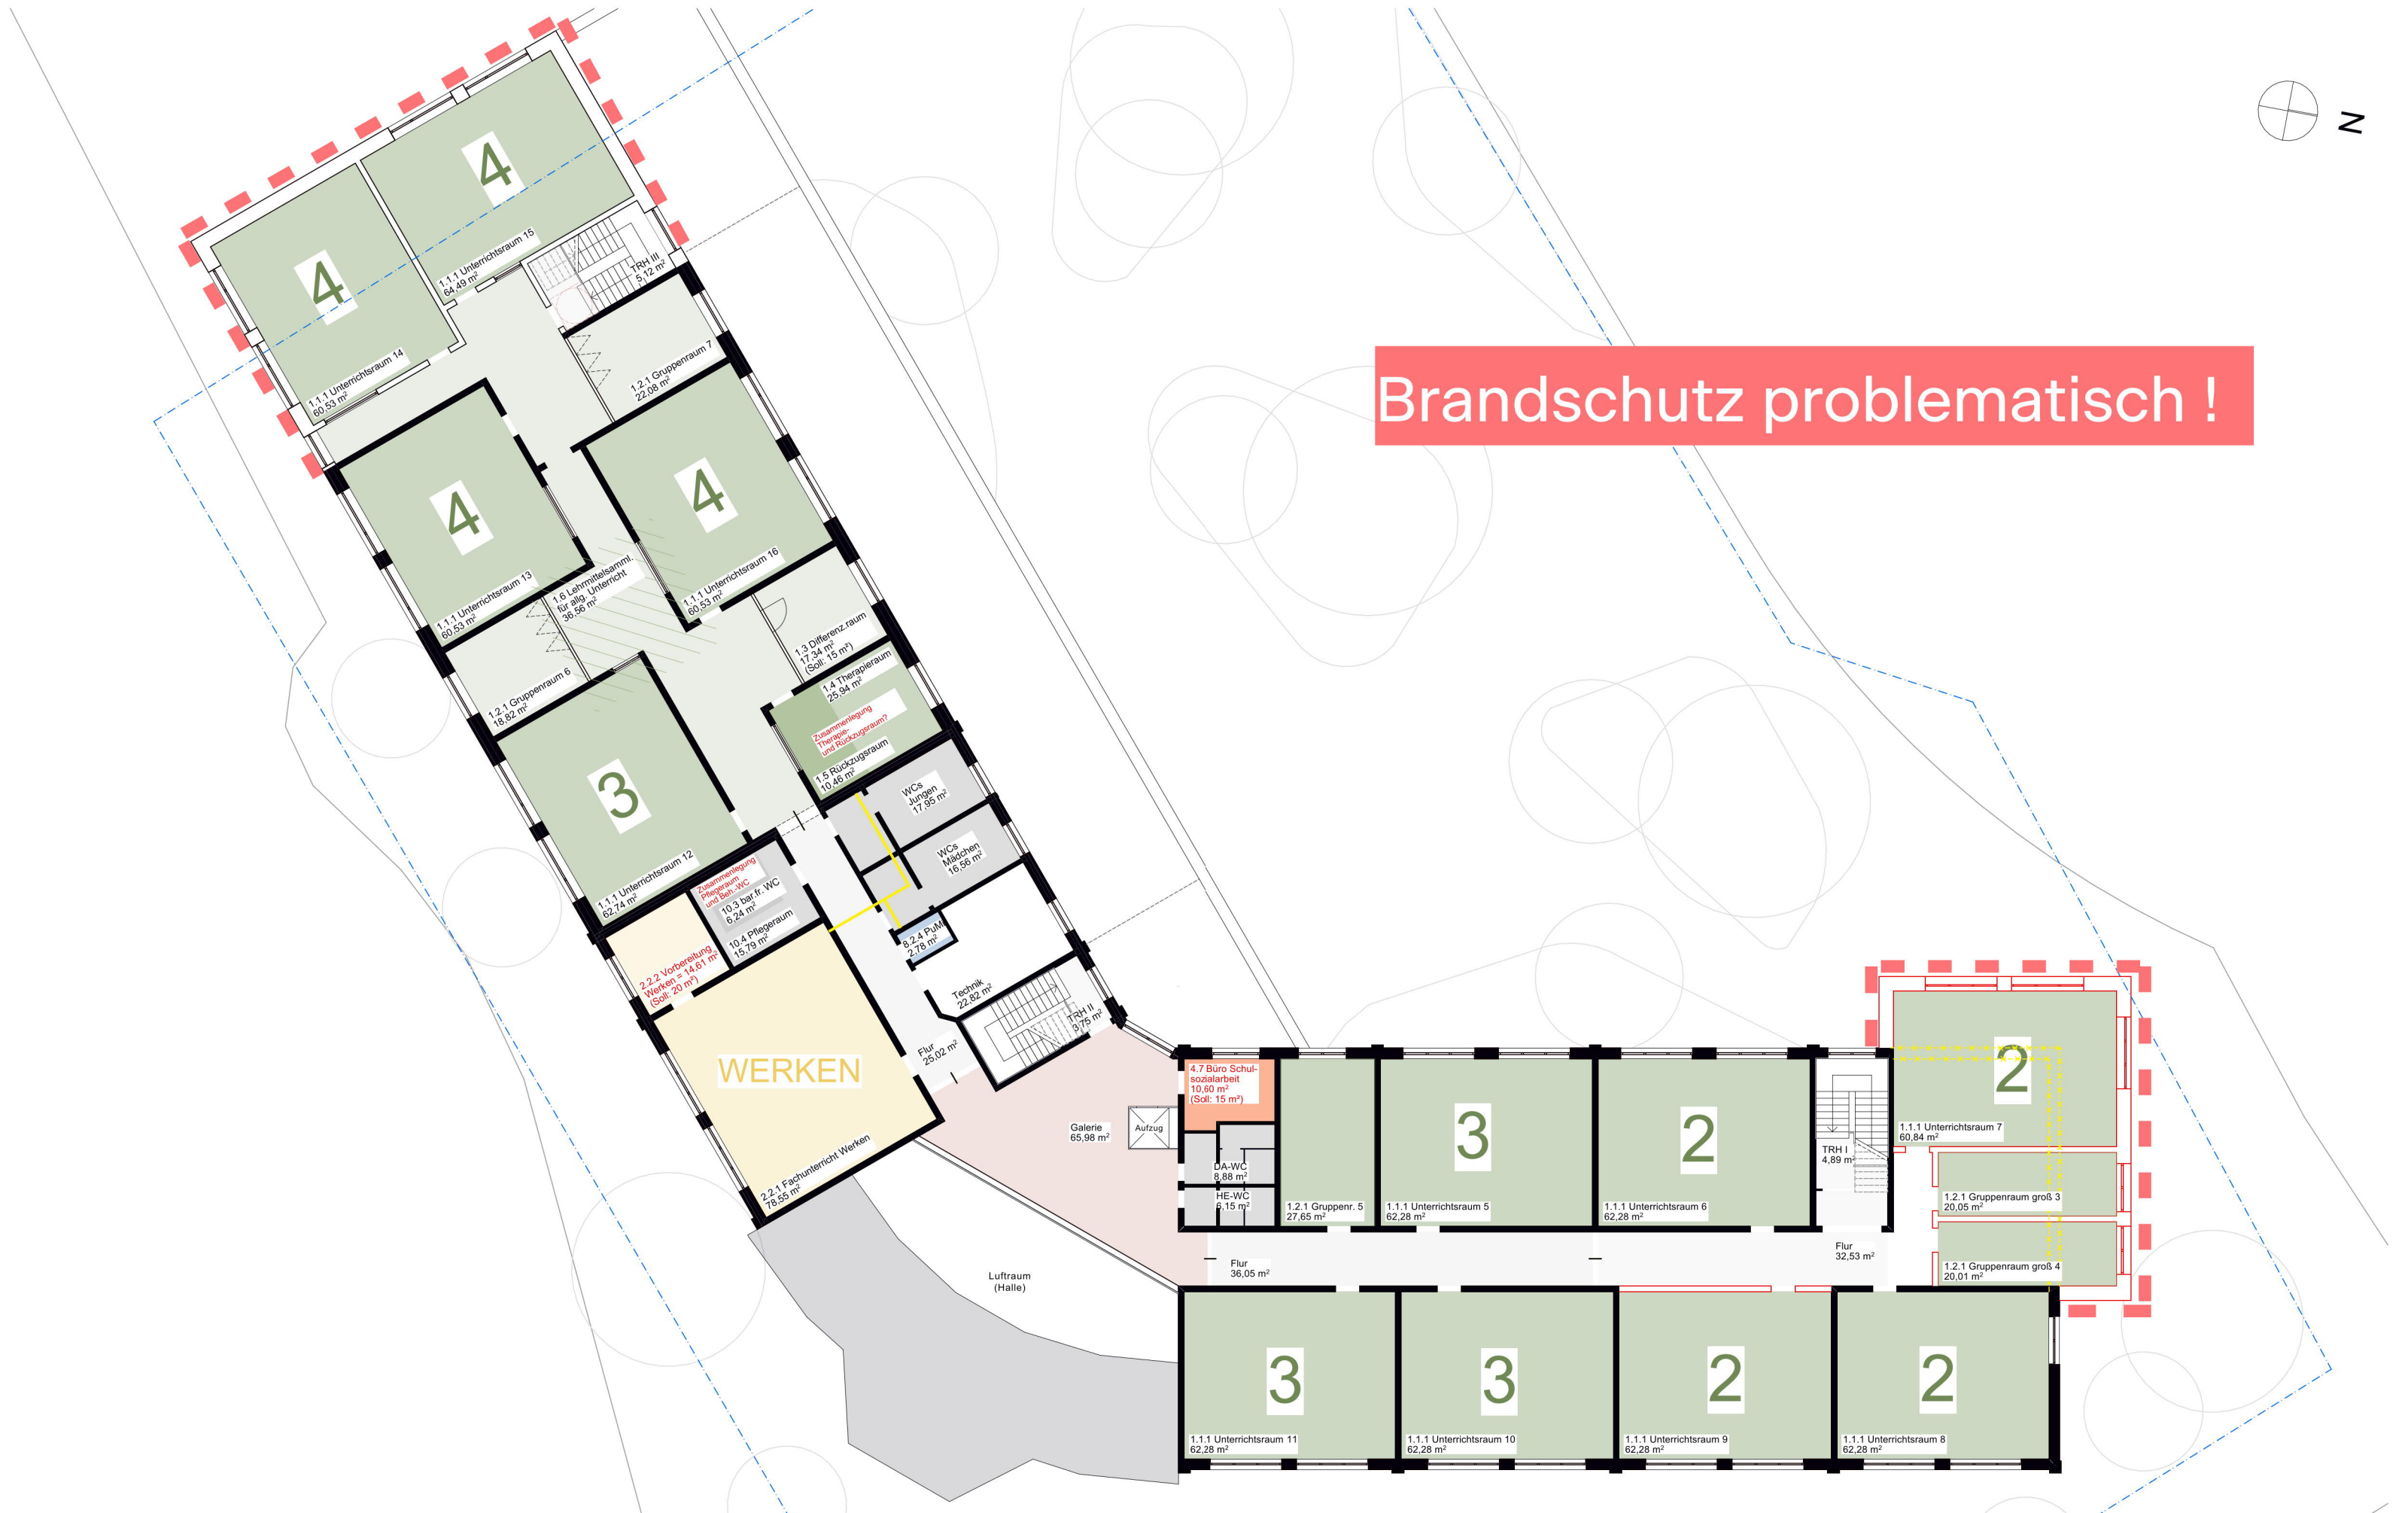 N
Brandschutz problematisch !
4
1.1.1 Unterrichtsraum 15
64,49 m²
4
1.1.1 Unterrichtsraum 14
60,53 m²
TRH III
5,12 m²
1.2.1 Gruppenraum 7
22,08 m²
4
1.1.1 Unterrichtsraum 13
60,53 m²
4
1.1.1 Unterrichtsraum 16
60,53 m²
1.6 Lehrmittelsamml.
für allg. Unterricht
36,56 m²
1.2.1 Gruppenraum 6
18,82 m²
1.3 Differenz.raum
17,34 m²
(Soll: 15 m²)
1.4 Therapieraum
25,94 m²
Zusammenlegung
Therapie-
und Rückzugsraum?
1.5 Rückzugsraum
10,46 m²
3
1.1.1 Unterrichtsraum 12
62,74 m²
WCs
Jungen
17,95 m²
WCs
Mädchen
16,56 m²
Zusammenlegung
Pflegeraum
und Beh.-WC
10.3 bar.fr. WC
6,24 m²
10.4 Pflegeraum
15,79 m²
8.2.4 PuMi
2,78 m²
2.2.2 Vorbereitung
Werken = 14,61 m²
(Soll: 20 m²)
Technik
22,82 m²
TRH II
3,75 m²
Flur
25,02 m²
WERKEN
2.2.1 Fachunterricht Werken
78,55 m²
Galerie
65,98 m²
Aufzug
Luftraum
(Halle)
4.7 Büro Schul-
sozialarbeit
10,60 m²
(Soll: 15 m²)
DA-WC
8,88 m²
HE-WC
6,15 m²
1.2.1 Gruppenr. 5
27,65 m²
3
1.1.1 Unterrichtsraum 5
62,28 m²
2
1.1.1 Unterrichtsraum 6
62,28 m²
TRH I
4,89 m²
2
1.1.1 Unterrichtsraum 7
60,84 m²
1.2.1 Gruppenraum groß 3
20,05 m²
1.2.1 Gruppenraum groß 4
20,01 m²
Flur
36,05 m²
Flur
32,53 m²
3
1.1.1 Unterrichtsraum 11
62,28 m²
3
1.1.1 Unterrichtsraum 10
62,28 m²
2
1.1.1 Unterrichtsraum 9
62,28 m²
2
1.1.1 Unterrichtsraum 8
62,28 m²